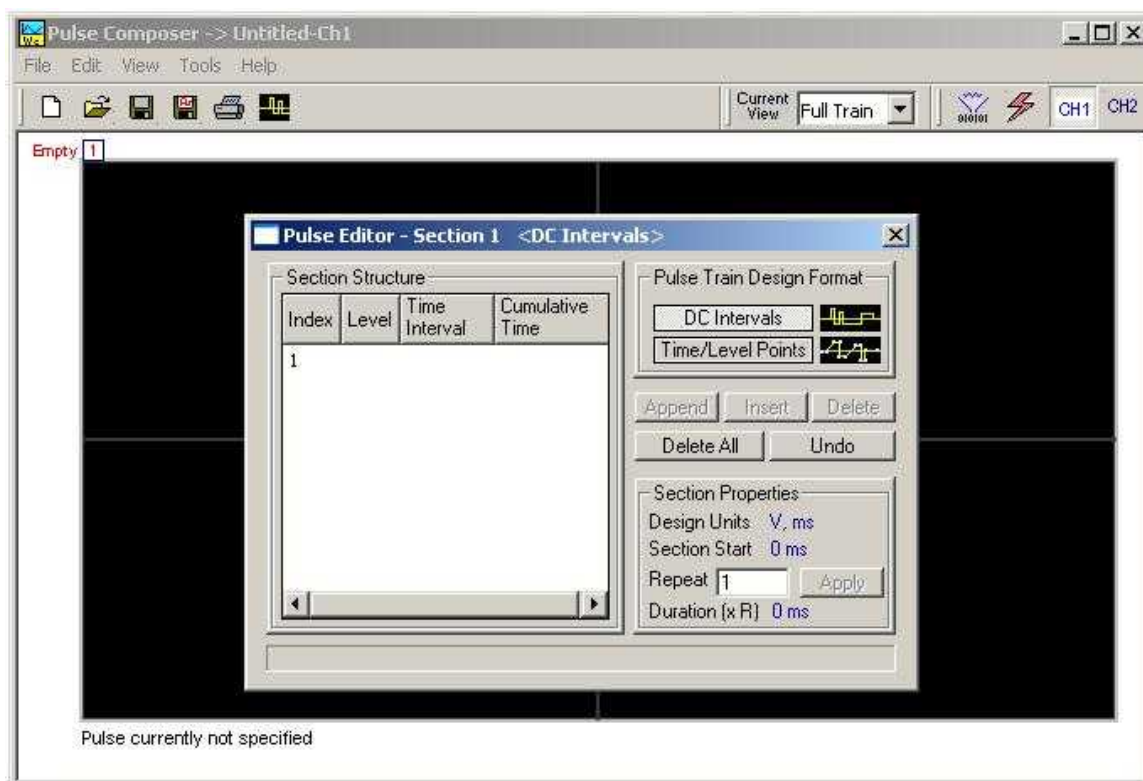 Pulse Composer -> Untitled-Ch1
File Edit View Tools Help
Current View Full Train CH1 CH2
Empty 1
Pulse Editor - Section 1 <DC Intervals>
Section Structure
Index Level Time Interval Cumulative Time
1
Pulse Train Design Format
DC Intervals
Time/Level Points
Append Insert Delete
Delete All Undo
Section Properties
Design Units V, ms
Section Start 0 ms
Repeat 1 Apply
Duration (x R) 0 ms
Pulse currently not specified